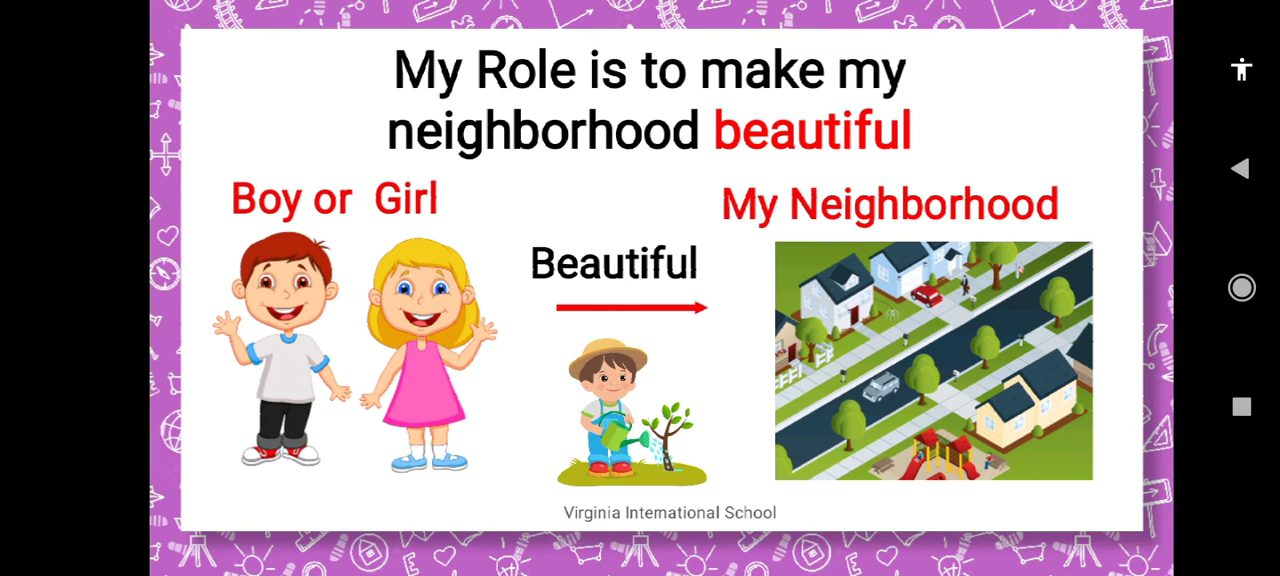 My Role is to make my
neighborhood beautiful
Boy or Girl
My Neighborhood
Beautiful
Virginia International School